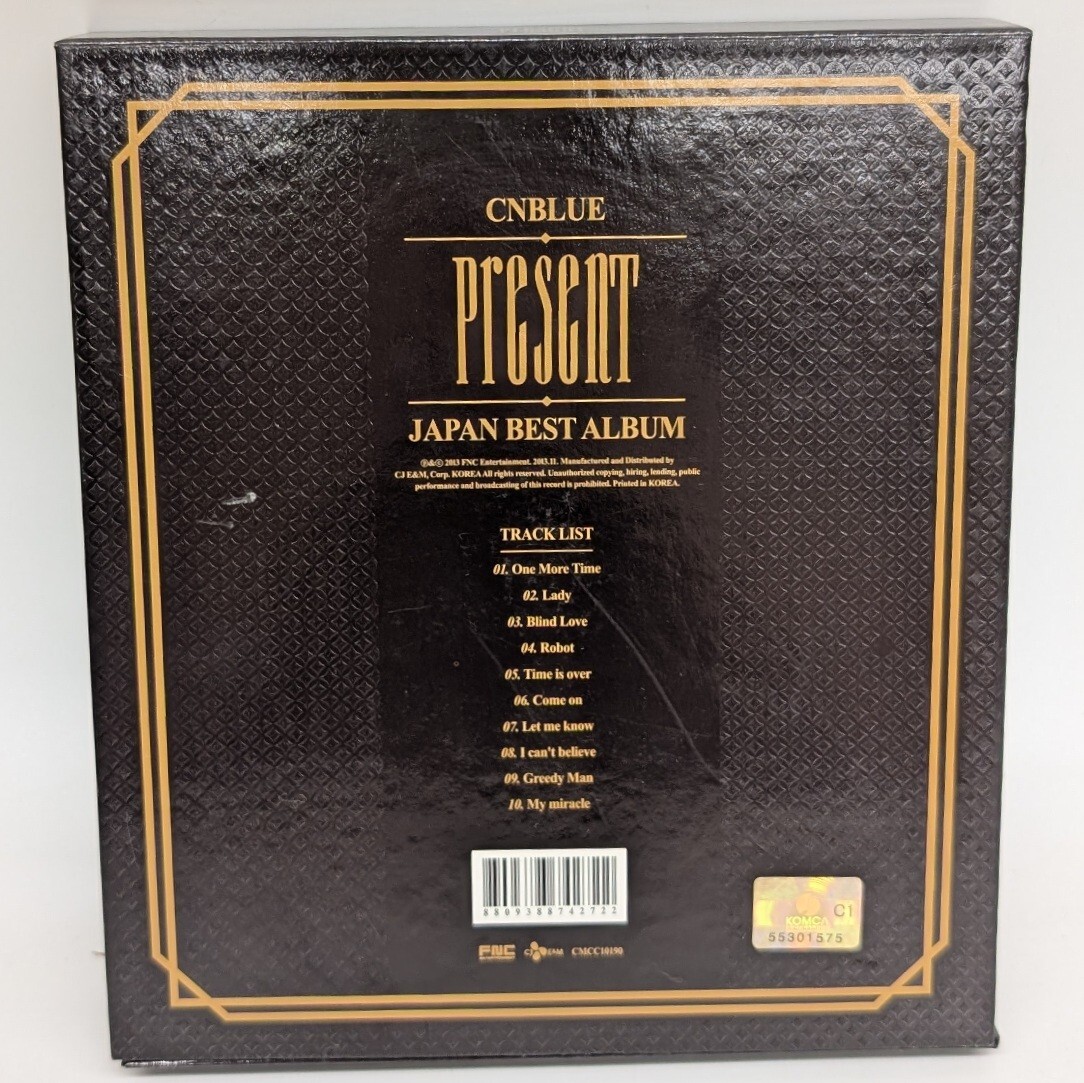 CNBLUE
Present
JAPAN BEST ALBUM
℗&© 2013 FNC Entertainment. 2013.11. Manufactured and Distributed by
CJ E&M, Corp. KOREA All rights reserved. Unauthorized copying, hiring, lending, public
performance and broadcasting of this record is prohibited. Printed in KOREA.
TRACK LIST
01. One More Time
02. Lady
03. Blind Love
04. Robot
05. Time is over
06. Come on
07. Let me know
08. I can't believe
09. Greedy Man
10. My miracle
8809388742722
KOMCA C1
55301575
FNC CJ E&M CMCC10190